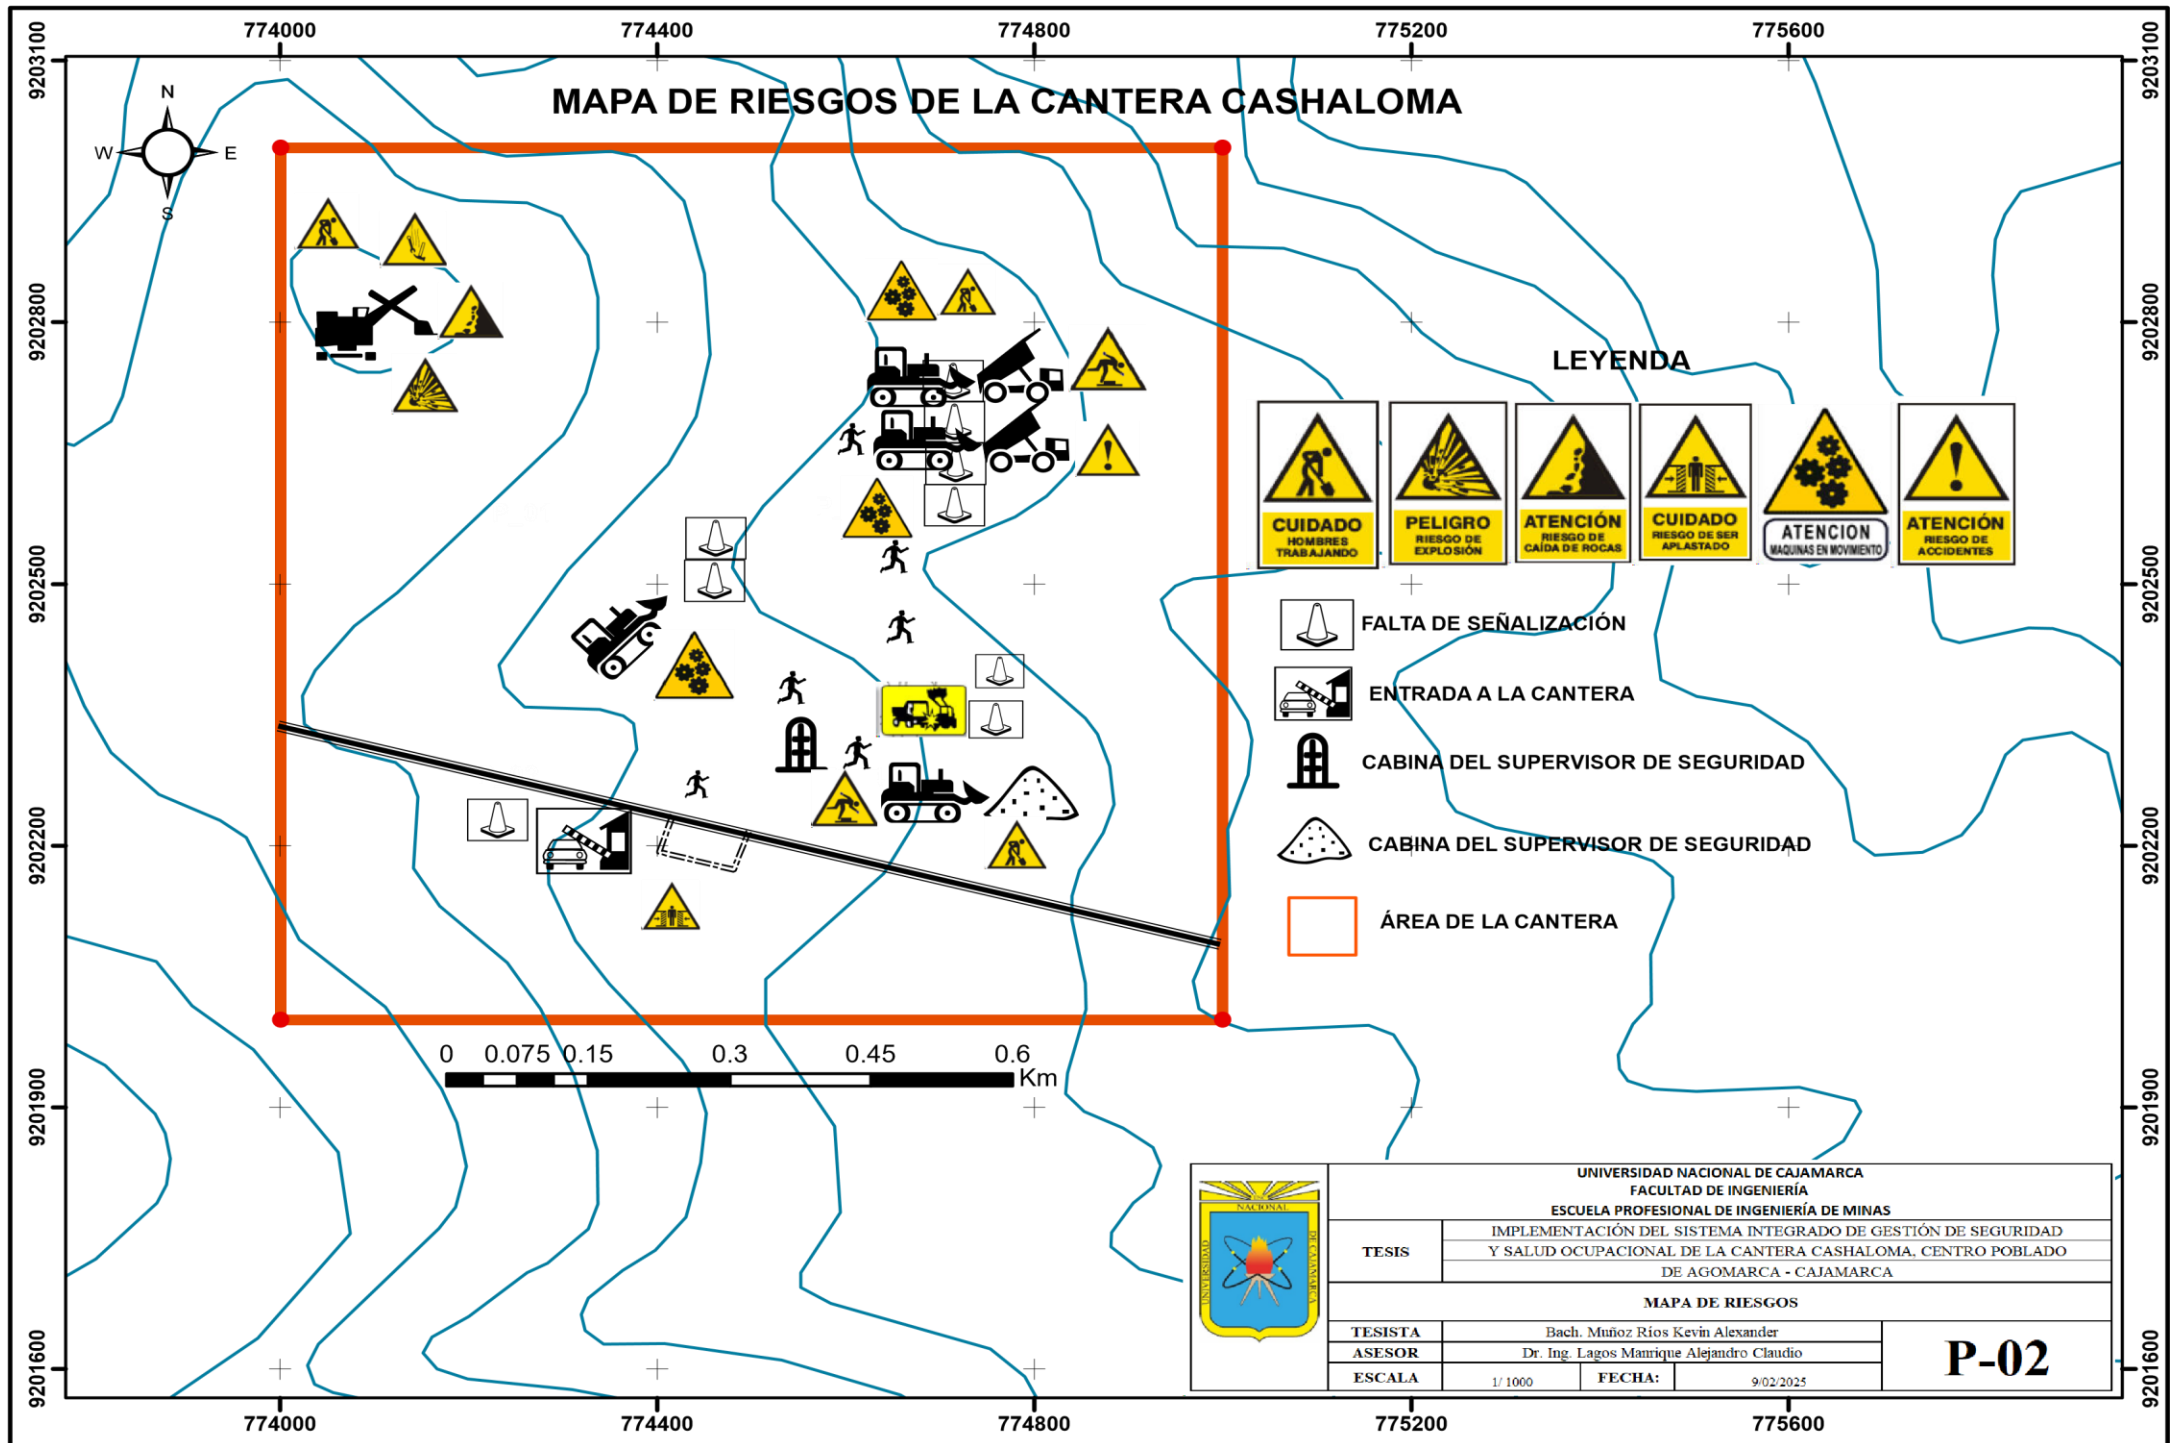 774000
774400
774800
775200
775600
9203100
9203100
MAPA DE RIESGOS DE LA CANTERA CASHALOMA
N
W
E
S
9202800
9202800
LEYENDA
CUIDADO
HOMBRES
TRABAJANDO
PELIGRO
RIESGO DE
EXPLOSIÓN
ATENCIÓN
RIESGO DE
CAÍDA DE ROCAS
CUIDADO
RIESGO DE SER
APLASTADO
ATENCION
MAQUINAS EN MOVIMIENTO
ATENCIÓN
RIESGO DE
ACCIDENTES
9202500
9202500
FALTA DE SEÑALIZACIÓN
ENTRADA A LA CANTERA
CABINA DEL SUPERVISOR DE SEGURIDAD
CABINA DEL SUPERVISOR DE SEGURIDAD
9202200
9202200
ÁREA DE LA CANTERA
0 0.075 0.15 0.3 0.45 0.6
Km
9201900
9201900
NACIONAL
UNIVERSIDAD
DE CAJAMARCA
UNIVERSIDAD NACIONAL DE CAJAMARCA
FACULTAD DE INGENIERÍA
ESCUELA PROFESIONAL DE INGENIERÍA DE MINAS
TESIS
IMPLEMENTACIÓN DEL SISTEMA INTEGRADO DE GESTIÓN DE SEGURIDAD
Y SALUD OCUPACIONAL DE LA CANTERA CASHALOMA, CENTRO POBLADO
DE AGOMARCA - CAJAMARCA
MAPA DE RIESGOS
TESISTA Bach. Muñoz Ríos Kevin Alexander
ASESOR Dr. Ing. Lagos Manrique Alejandro Claudio
ESCALA 1/ 1000 FECHA: 9/02/2025
P-02
9201600
9201600
774000
774400
774800
775200
775600